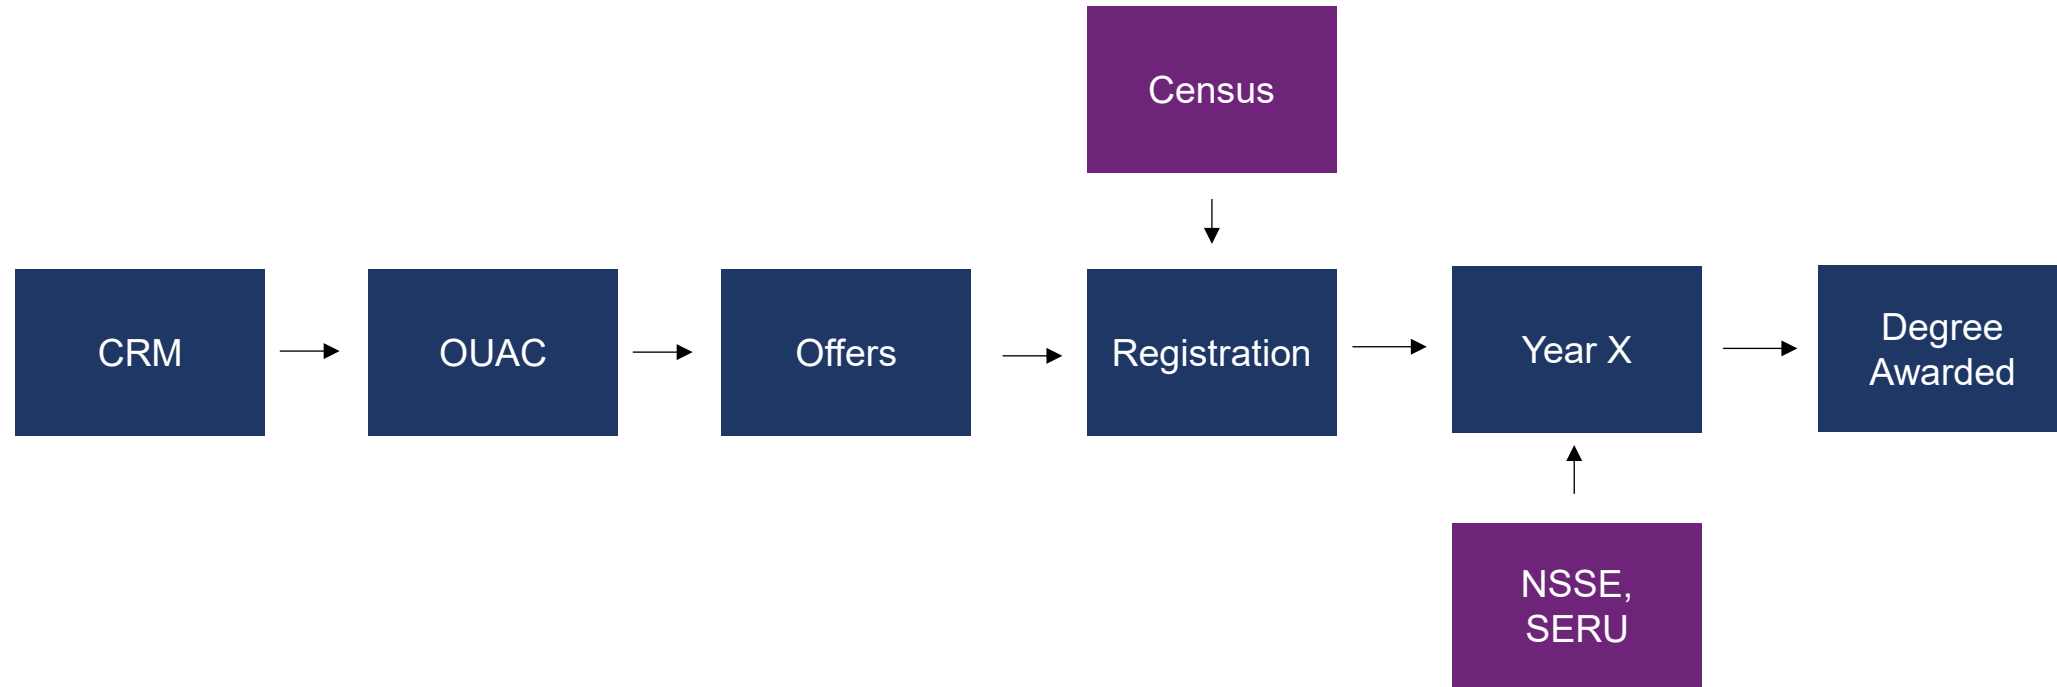 Census
CRM
OUAC
Offers
Registration
Year X
Degree
Awarded
NSSE,
SERU